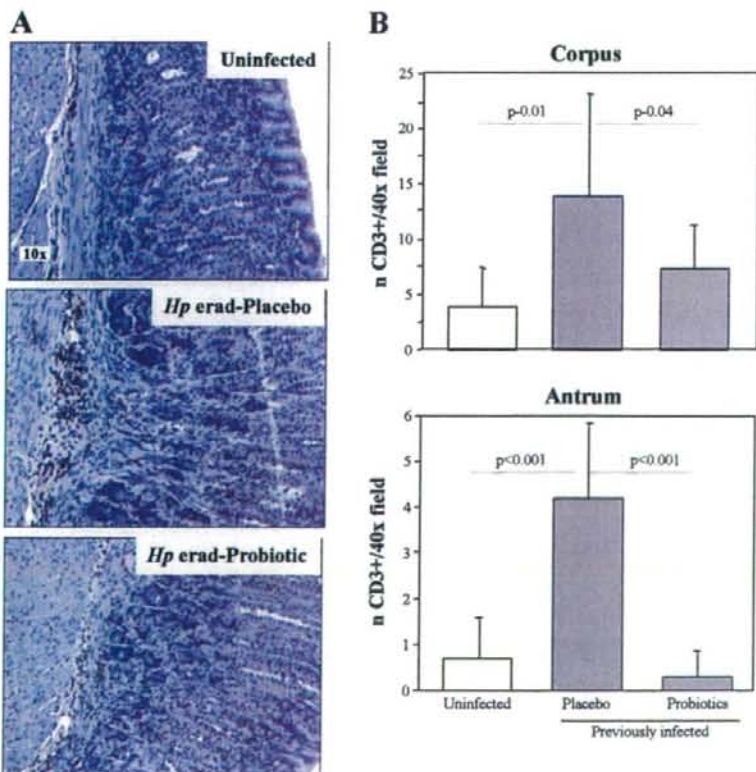 A
Uninfected
10x
Hp erad-Placebo
Hp erad-Probiotic
B
Corpus
n CD3+/40x field
25
20
15
10
5
0
p-0.01
p-0.04
Antrum
n CD3+/40x field
6
5
4
3
2
1
0
p<0.001
p<0.001
Uninfected
Placebo
Probiotics
Previously infected